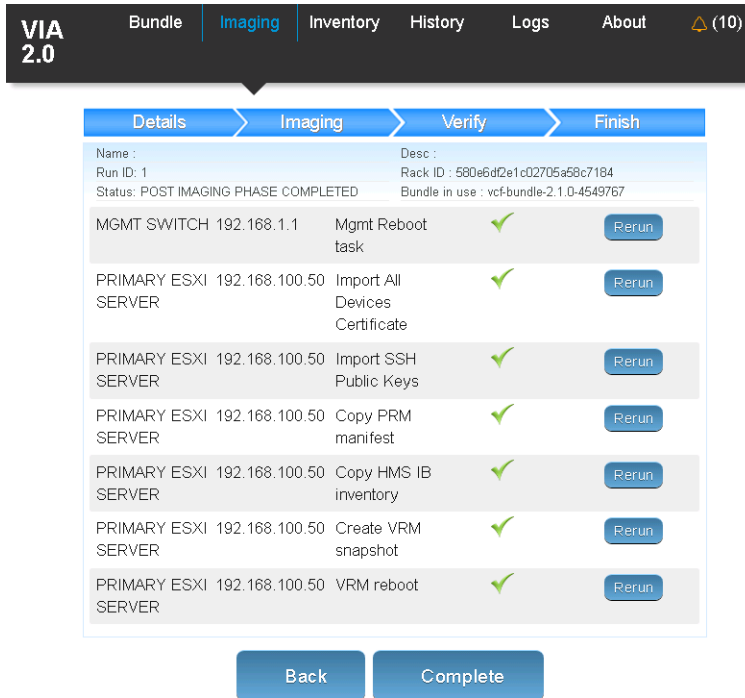 VIA 2.0
Bundle Imaging Inventory History Logs About (10)
Details Imaging Verify Finish
Name :
Desc :
Run ID: 1
Rack ID : 580e6df2e1c02705a58c7184
Status: POST IMAGING PHASE COMPLETED
Bundle in use : vcf-bundle-2.1.0-4549767
MGMT SWITCH 192.168.1.1 Mgmt Reboot task Rerun
PRIMARY ESXI SERVER 192.168.100.50 Import All Devices Certificate Rerun
PRIMARY ESXI SERVER 192.168.100.50 Import SSH Public Keys Rerun
PRIMARY ESXI SERVER 192.168.100.50 Copy PRM manifest Rerun
PRIMARY ESXI SERVER 192.168.100.50 Copy HMS IB inventory Rerun
PRIMARY ESXI SERVER 192.168.100.50 Create VRM snapshot Rerun
PRIMARY ESXI SERVER 192.168.100.50 VRM reboot Rerun
Back Complete